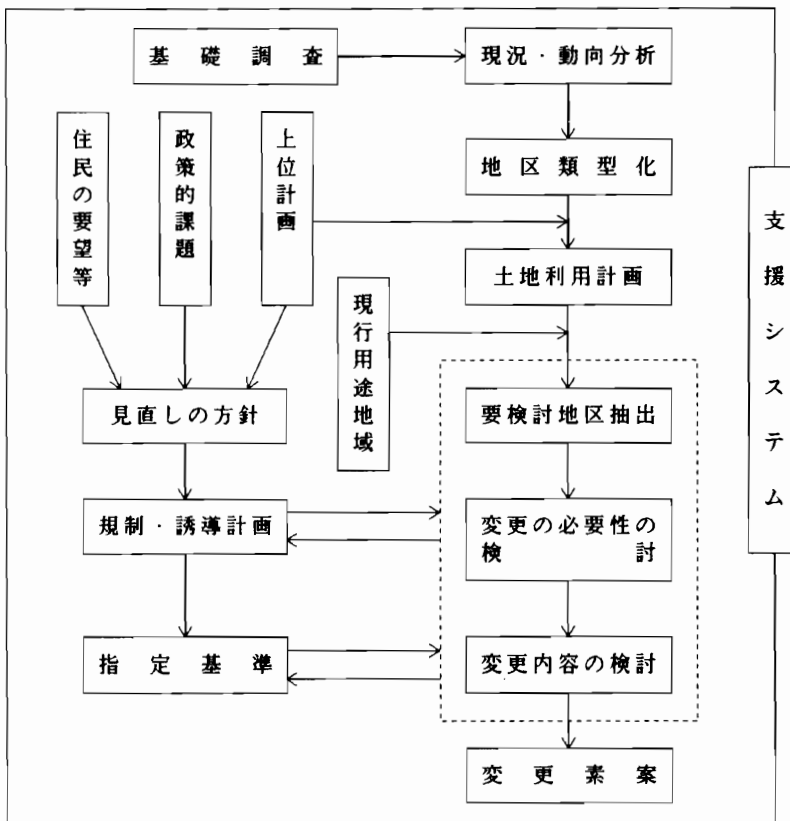 基礎調査
現況・動向分析
住民の要望等
政策的課題
上位計画
地区類型化
支援システム
土地利用計画
現行用途地域
見直しの方針
要検討地区抽出
規制・誘導計画
変更の必要性の
検討
指定基準
変更内容の検討
変更素案